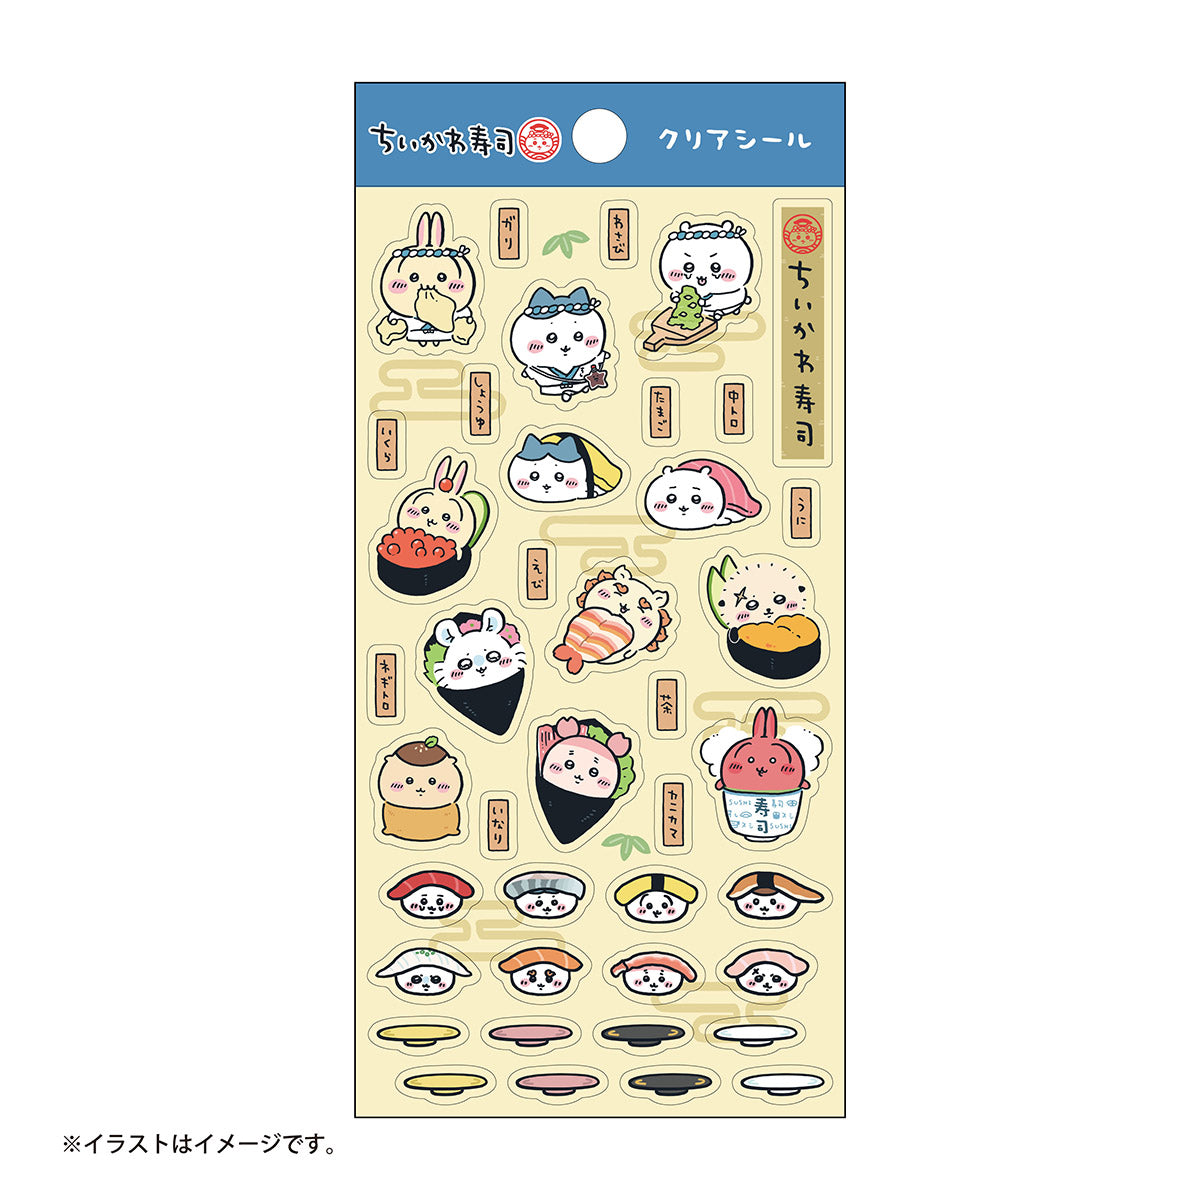 ちいかわ寿司
クリアシール
ガリ
わさび
ちいかわ寿司
しょうゆ
たまご
中トロ
いくら
うに
えび
ネギトロ
茶
いなり
カニカマ
SUSHI
寿司
SUSHI
※イラストはイメージです。